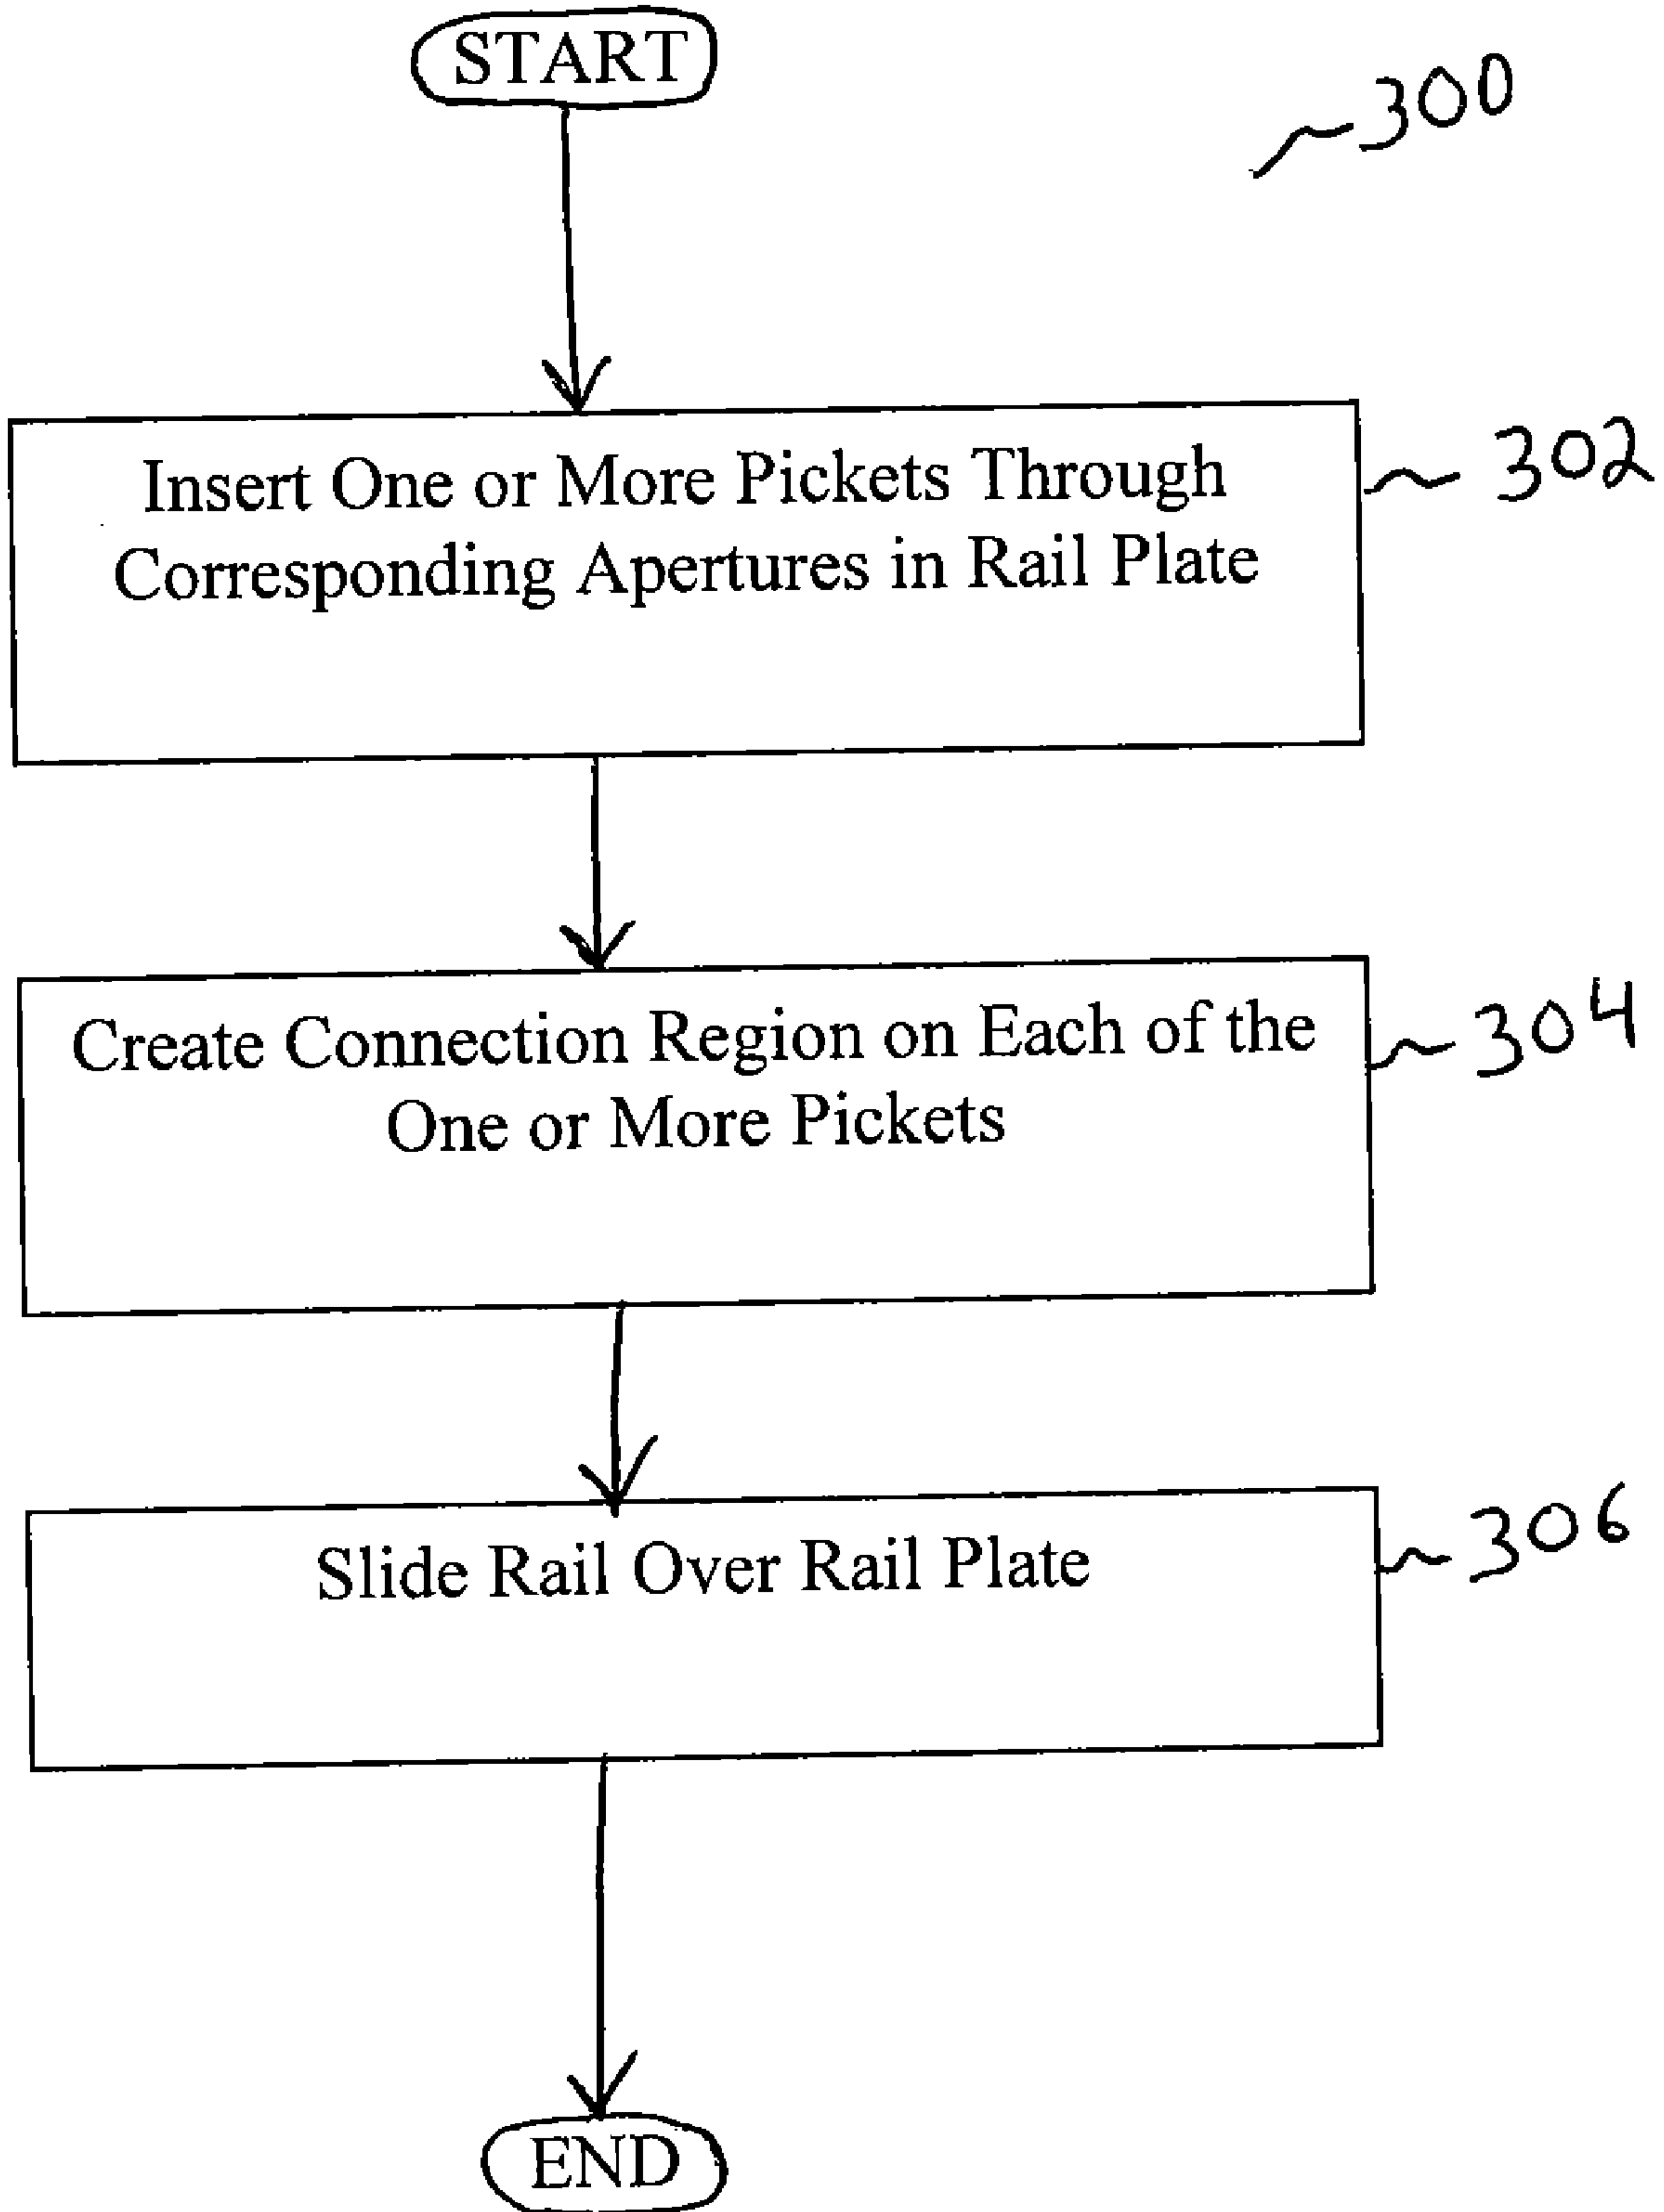 START
300
Insert One or More Pickets Through
Corresponding Apertures in Rail Plate
302
Create Connection Region on Each of the
One or More Pickets
304
Slide Rail Over Rail Plate
306
END